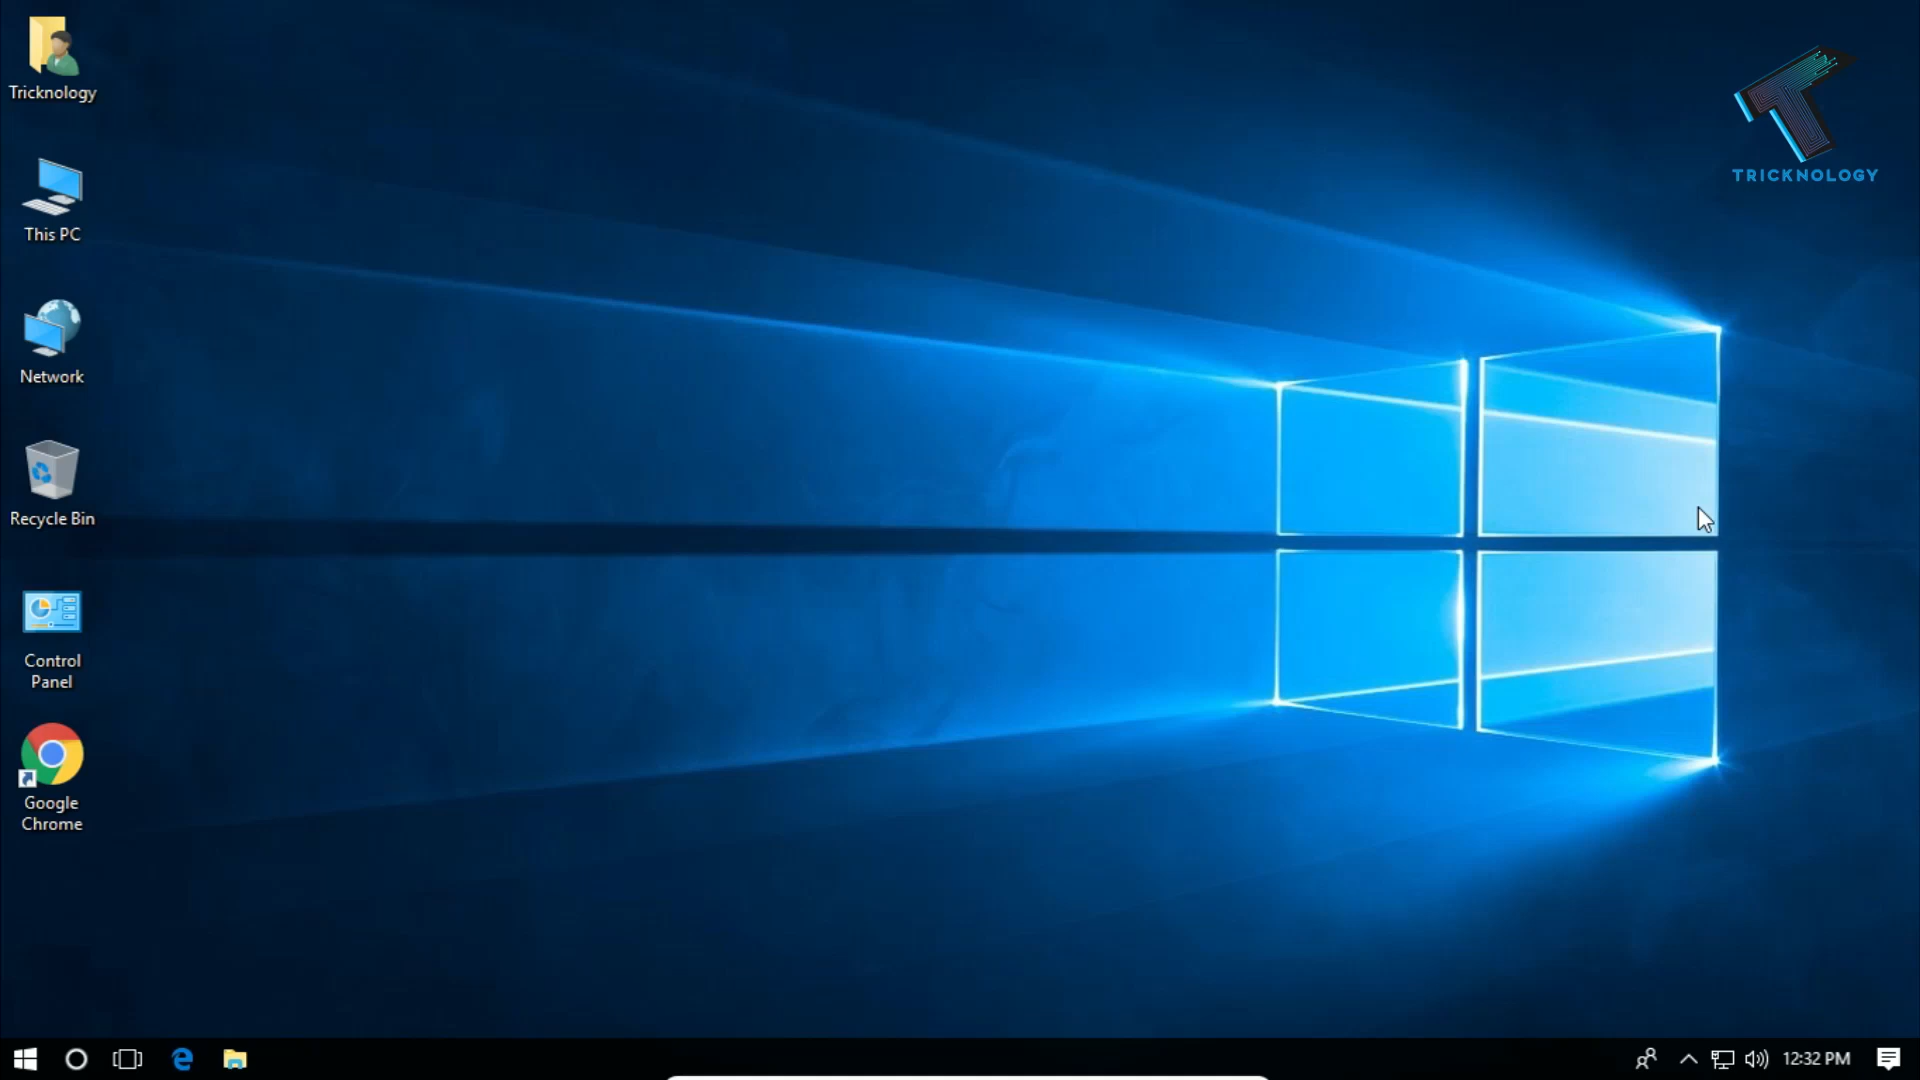 Tricknology
TRICKNOLOGY
This PC
Network
Recycle Bin
Control
Panel
Google
Chrome
12:32 PM